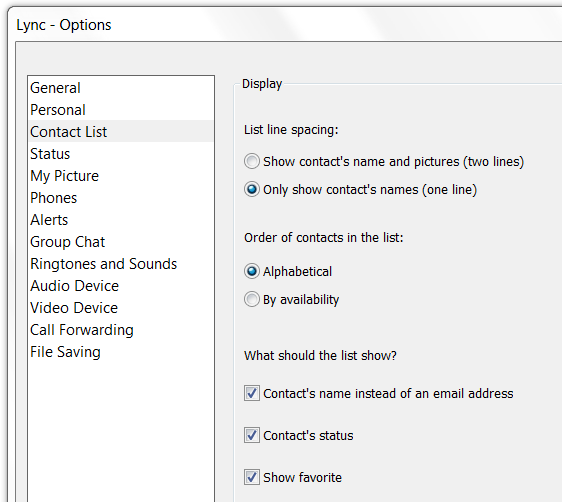 Lync - Options
General
Personal
Contact List
Status
My Picture
Phones
Alerts
Group Chat
Ringtones and Sounds
Audio Device
Video Device
Call Forwarding
File Saving
Display
List line spacing:
Show contact's name and pictures (two lines)
Only show contact's names (one line)
Order of contacts in the list:
Alphabetical
By availability
What should the list show?
Contact's name instead of an email address
Contact's status
Show favorite